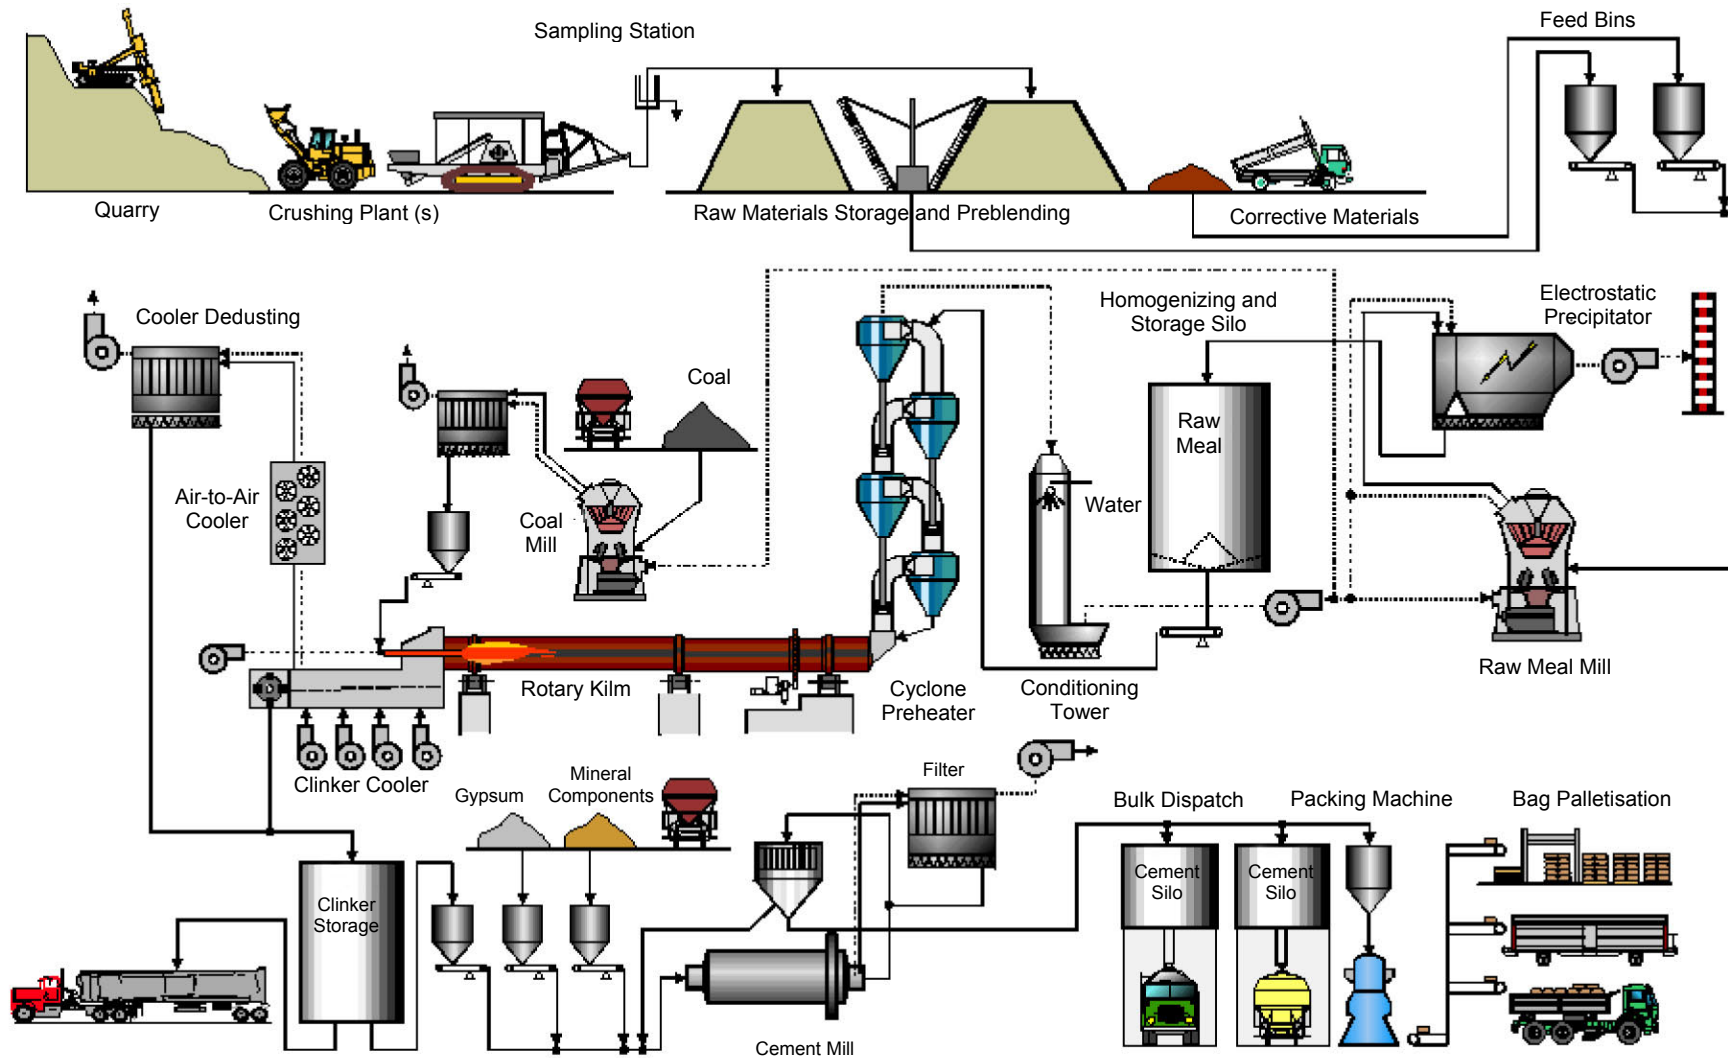 Sampling Station
Feed Bins
Quarry
Crushing Plant (s)
Raw Materials Storage and Preblending
Corrective Materials
Cooler Dedusting
Coal
Homogenizing and
Storage Silo
Electrostatic
Precipitator
Raw
Meal
Air-to-Air
Cooler
Coal
Mill
Water
Rotary Kilm
Cyclone
Preheater
Conditioning
Tower
Raw Meal Mill
Clinker Cooler
Gypsum
Mineral
Components
Filter
Bulk Dispatch
Packing Machine
Bag Palletisation
Clinker
Storage
Cement
Silo
Cement
Silo
Cement Mill